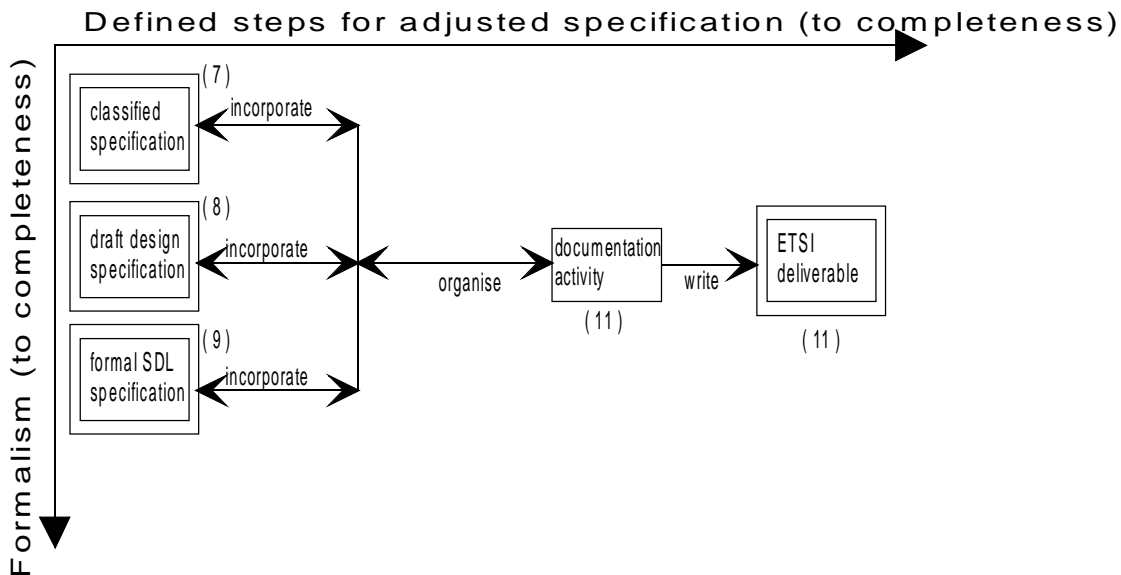 Defined steps for adjusted specification (to completeness)
Formalism (to completeness)
(7)
classified
specification
incorporate
(8)
draft design
specification
incorporate
(9)
formal SDL
specification
incorporate
organise
documentation
activity
(11)
write
ETSI
deliverable
(11)